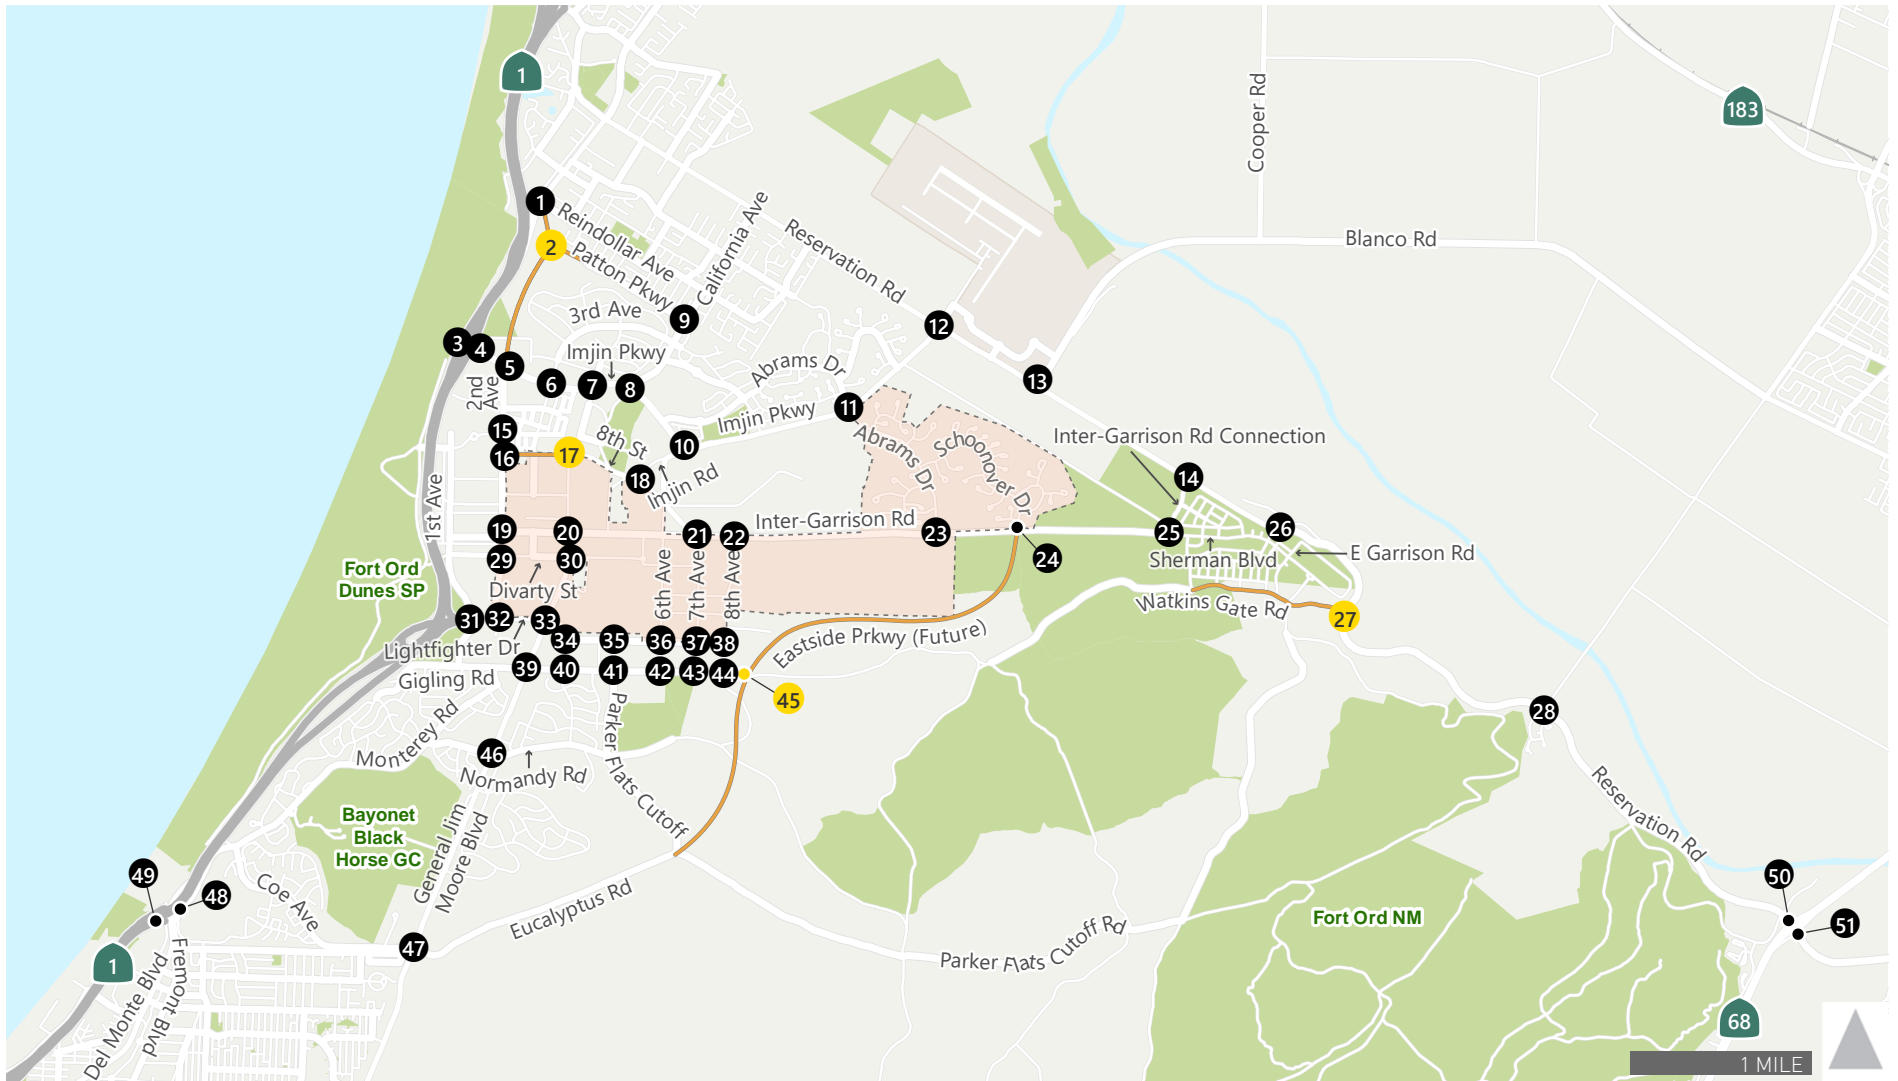 1
183
Cooper Rd
Blanco Rd
1
Reindollar Ave
California Ave
2
Patton Pkwy
Reservation Rd
3rd Ave
9
12
3
4
Imjin Pkwy
5
6
7
8
Abrams Dr
13
2nd
Ave
11
Imjin Pkwy
15
16
17
8th St
10
Abrams Dr
Schoonover Dr
Inter-Garrison Rd Connection
14
18
Imjin Rd
1st Ave
19
20
21
22
Inter-Garrison Rd
23
24
25
26
E Garrison Rd
Sherman Blvd
29
30
Fort Ord
Dunes SP
Divarty St
6th Ave
7th Ave
8th Ave
Watkins Gate Rd
27
31
32
33
34
35
36
37
38
Eastside Prkwy (Future)
Lightfighter Dr
39
40
41
42
43
44
Gigling Rd
45
28
Monterey Rd
Parker Flats Cutoff
46
Normandy Rd
Reservation Rd
Bayonet
Black
Horse GC
General Jim
Moore Blvd
49
48
Coe Ave
Eucalyptus Rd
Fort Ord NM
50
51
47
Parker Flats Cutoff Rd
1
Del Monte Blvd
Fremont Blvd
68
1 MILE